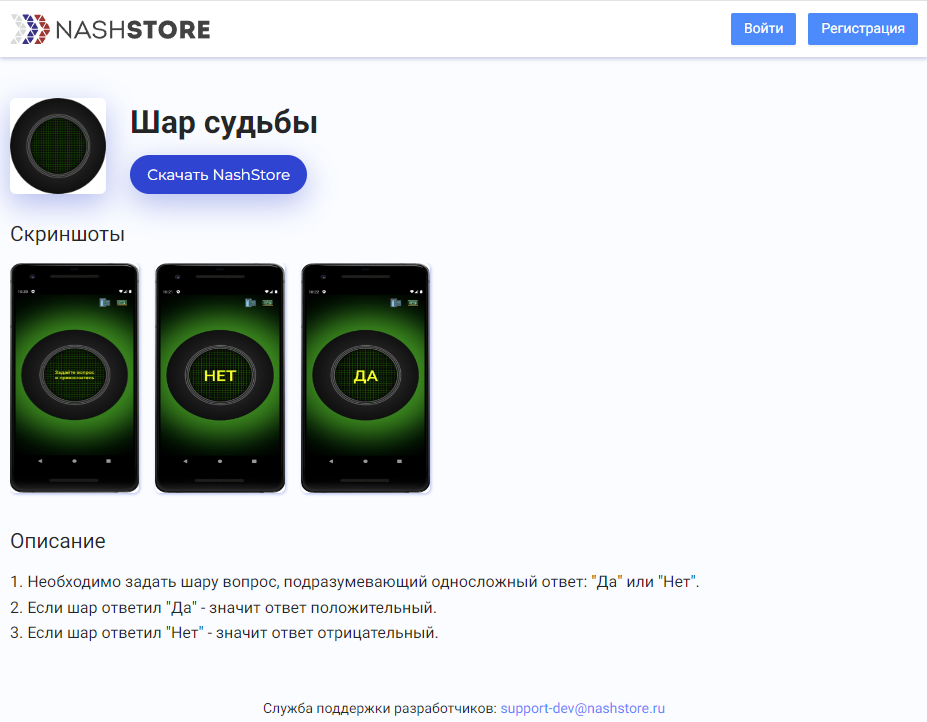 NASHSTORE
Войти
Регистрация
Шар судьбы
Скачать NashStore
Скриншоты
Задайте вопрос
и прикоснитесь
НЕТ
ДА
Описание
1. Необходимо задать шару вопрос, подразумевающий односложный ответ: "Да" или "Нет".
2. Если шар ответил "Да" - значит ответ положительный.
3. Если шар ответил "Нет" - значит ответ отрицательный.
Служба поддержки разработчиков: support-dev@nashstore.ru